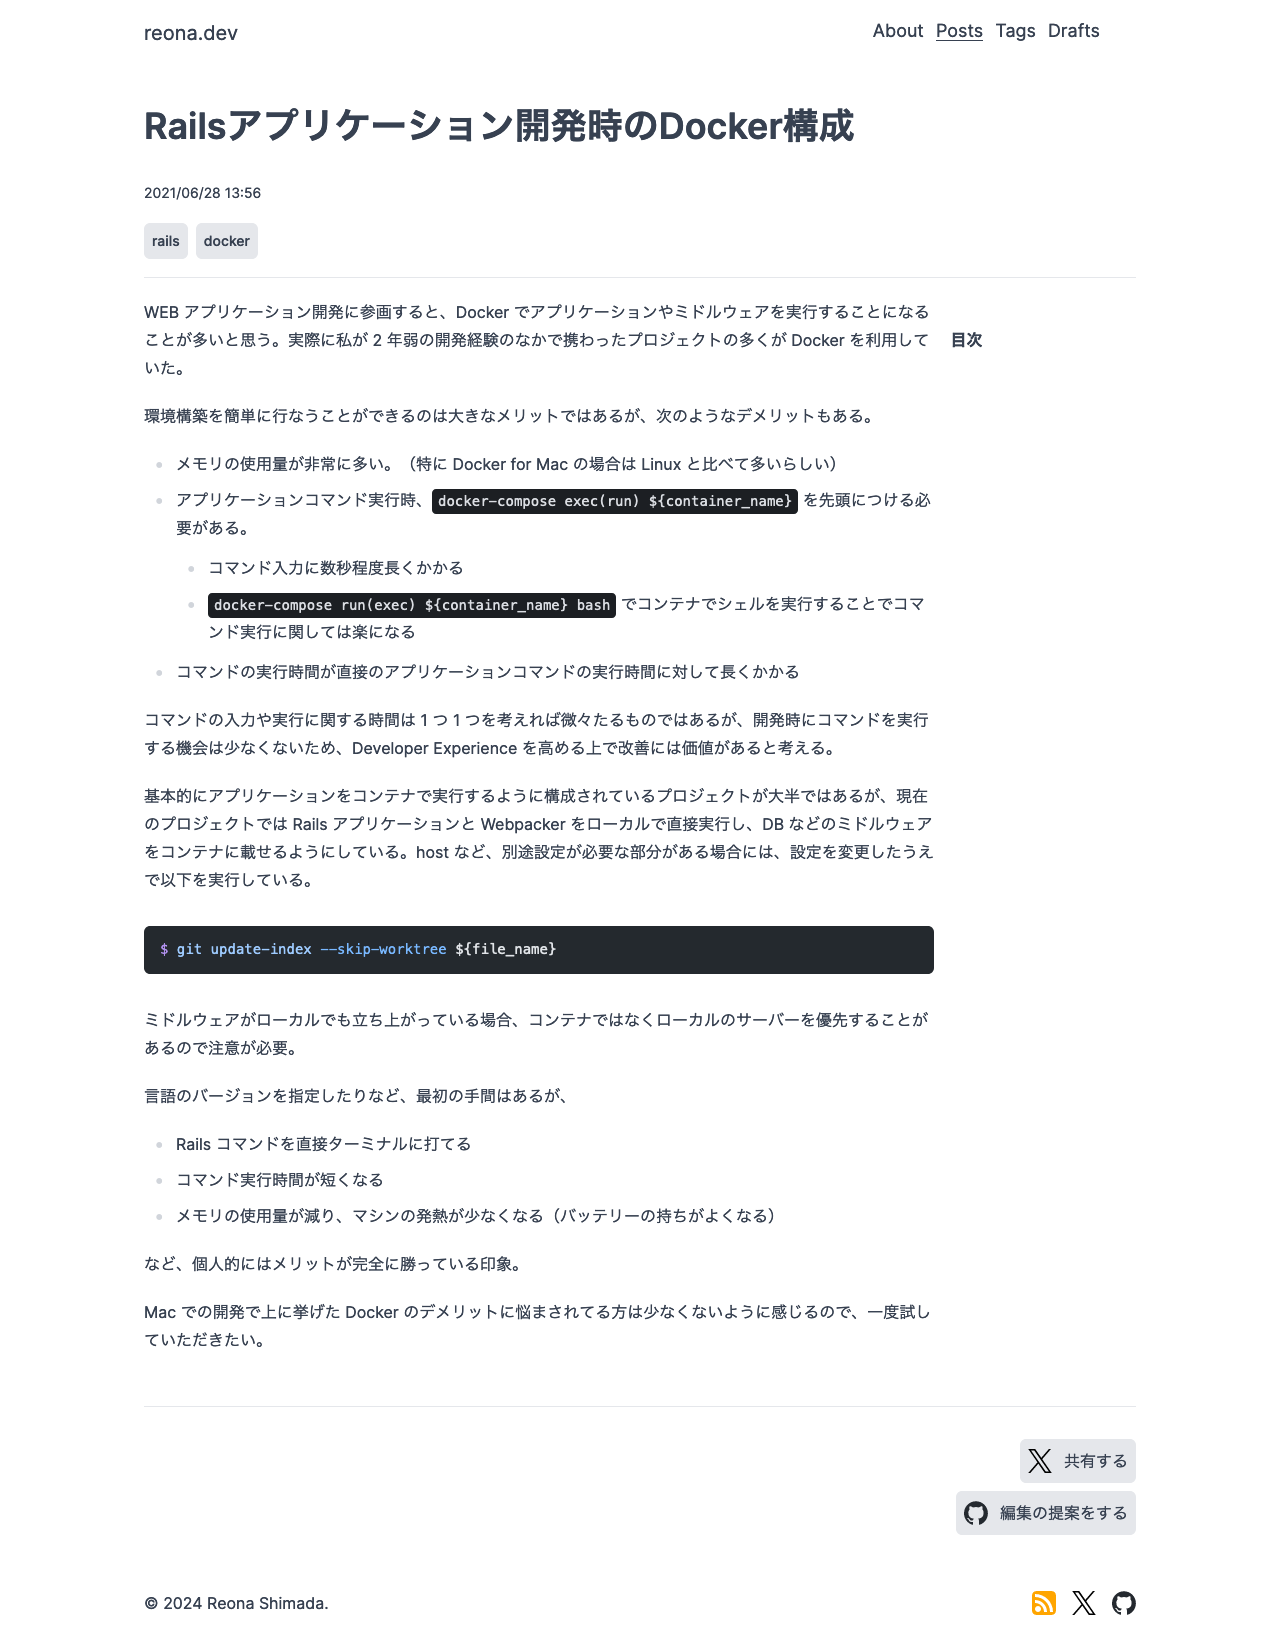 reona.dev
About Posts Tags Drafts
Railsアプリケーション開発時のDocker構成
2021/06/28 13:56
rails docker
WEB アプリケーション開発に参画すると、Docker でアプリケーションやミドルウェアを実行することになる
ことが多いと思う。実際に私が 2 年弱の開発経験のなかで携わったプロジェクトの多くが Docker を利用して
いた。
目次
環境構築を簡単に行なうことができるのは大きなメリットではあるが、次のようなデメリットもある。
メモリの使用量が非常に多い。（特に Docker for Mac の場合は Linux と比べて多いらしい）
アプリケーションコマンド実行時、docker-compose exec(run) ${container_name} を先頭につける必
要がある。
コマンド入力に数秒程度長くかかる
docker-compose run(exec) ${container_name} bash でコンテナでシェルを実行することでコマ
ンド実行に関しては楽になる
コマンドの実行時間が直接のアプリケーションコマンドの実行時間に対して長くかかる
コマンドの入力や実行に関する時間は 1 つ 1 つを考えれば微々たるものではあるが、開発時にコマンドを実行
する機会は少なくないため、Developer Experience を高める上で改善には価値があると考える。
基本的にアプリケーションをコンテナで実行するように構成されているプロジェクトが大半ではあるが、現在
のプロジェクトでは Rails アプリケーションと Webpacker をローカルで直接実行し、DB などのミドルウェア
をコンテナに載せるようにしている。host など、別途設定が必要な部分がある場合には、設定を変更したうえ
で以下を実行している。
$ git update-index --skip-worktree ${file_name}
ミドルウェアがローカルでも立ち上がっている場合、コンテナではなくローカルのサーバーを優先することが
あるので注意が必要。
言語のバージョンを指定したりなど、最初の手間はあるが、
Rails コマンドを直接ターミナルに打てる
コマンド実行時間が短くなる
メモリの使用量が減り、マシンの発熱が少なくなる（バッテリーの持ちがよくなる）
など、個人的にはメリットが完全に勝っている印象。
Mac での開発で上に挙げた Docker のデメリットに悩まされてる方は少なくないように感じるので、一度試し
ていただきたい。
共有する
編集の提案をする
© 2024 Reona Shimada.